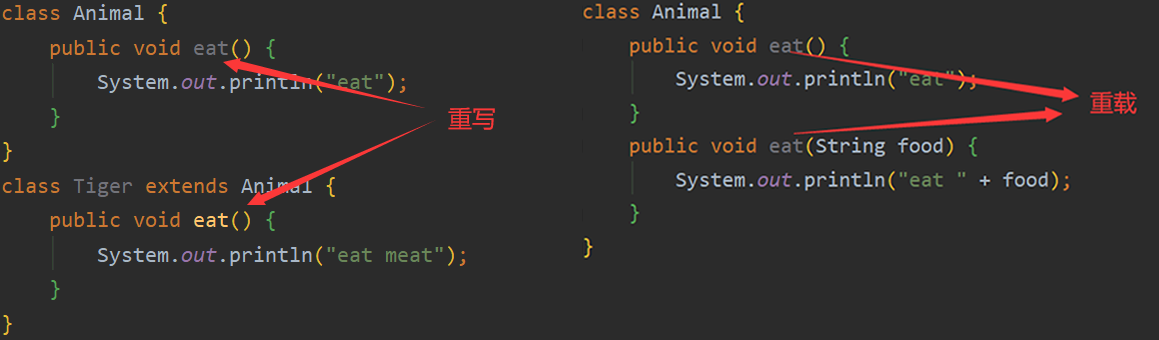 class Animal {
public void eat() {
System.out.println("eat");
}
}
class Tiger extends Animal {
public void eat() {
System.out.println("eat meat");
}
}
重写
class Animal {
public void eat() {
System.out.println("eat");
}
public void eat(String food) {
System.out.println("eat " + food);
}
}
重载